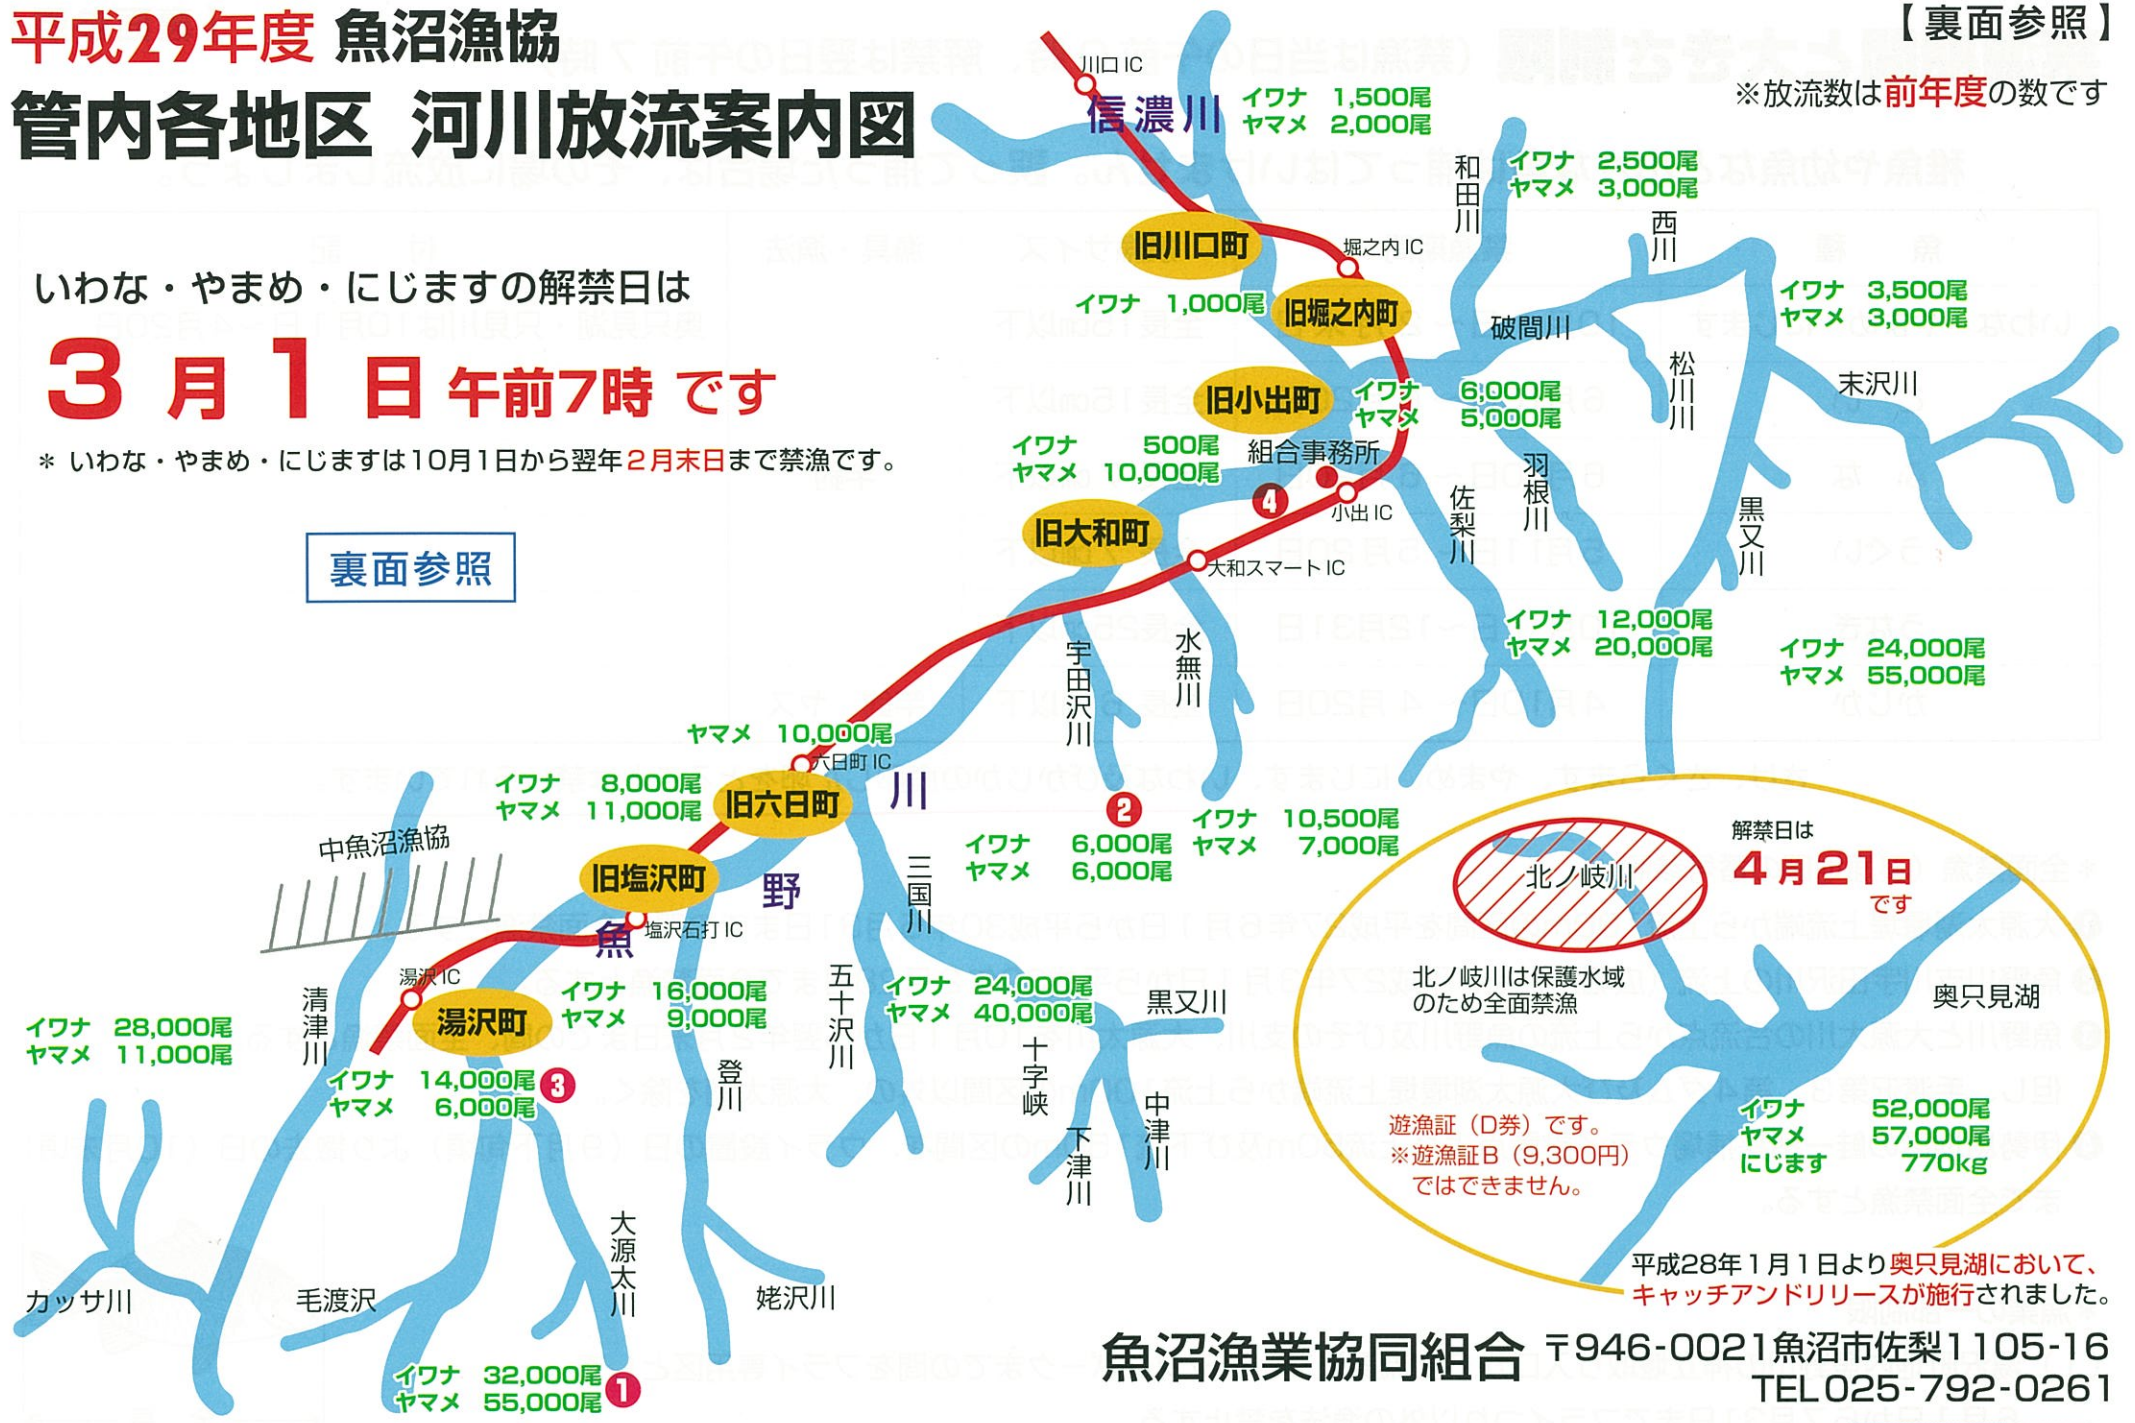 平成29年度 魚沼漁協
管内各地区 河川放流案内図
【裏面参照】
※放流数は前年度の数です
いわな・やまめ・にじますの解禁日は
3月1日午前7時です
＊いわな・やまめ・にじますは10月1日から翌年2月末日まで禁漁です。
裏面参照
川口 IC
信濃川
イワナ 1,500尾
ヤマメ 2,000尾
和田川
イワナ 2,500尾
ヤマメ 3,000尾
西川
旧川口町
堀之内 IC
イワナ 1,000尾
旧堀之内町
破間川
イワナ 3,500尾
ヤマメ 3,000尾
松川川
末沢川
旧小出町
イワナ 6,000尾
ヤマメ 5,000尾
組合事務所
イワナ 500尾
ヤマメ 10,000尾
4
小出 IC
佐梨川
羽根川
黒又川
旧大和町
大和スマート IC
イワナ 12,000尾
ヤマメ 20,000尾
イワナ 24,000尾
ヤマメ 55,000尾
宇田沢川
水無川
ヤマメ 10,000尾
六日町 IC
イワナ 8,000尾
ヤマメ 11,000尾
旧六日町
川
2
イワナ 6,000尾
ヤマメ 6,000尾
イワナ 10,500尾
ヤマメ 7,000尾
中魚沼漁協
旧塩沢町
野
三国川
塩沢石打 IC
魚
湯沢 IC
清津川
湯沢町
イワナ 16,000尾
ヤマメ 9,000尾
五十沢川
イワナ 24,000尾
ヤマメ 40,000尾
黒又川
イワナ 28,000尾
ヤマメ 11,000尾
イワナ 14,000尾
ヤマメ 6,000尾
3
登川
十字峡
下津川
中津川
大源太川
カッサ川
毛渡沢
姥沢川
イワナ 32,000尾
ヤマメ 55,000尾
1
北ノ岐川
解禁日は
4月21日
です
北ノ岐川は保護水域
のため全面禁漁
奥只見湖
遊漁証（D券）です。
※遊漁証B（9,300円）
ではできません。
イワナ 52,000尾
ヤマメ 57,000尾
にじます 770kg
平成28年1月1日より奥只見湖において、
キャッチアンドリリースが施行されました。
魚沼漁業協同組合 〒946-0021魚沼市佐梨1105-16
TEL025-792-0261